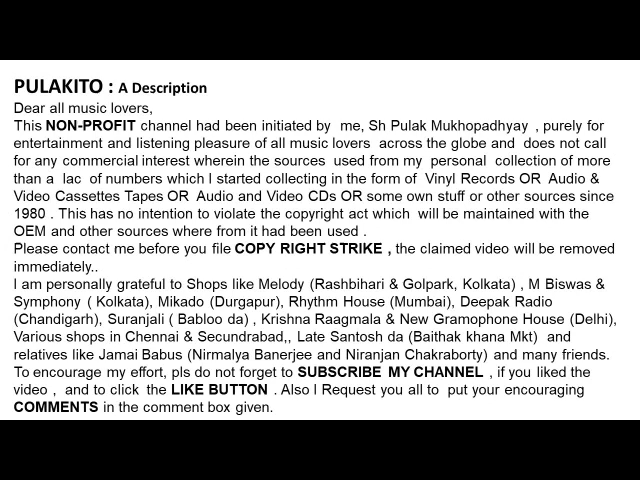 PULAKITO : A Description
Dear all music lovers,
This NON-PROFIT channel had been initiated by me, Sh Pulak Mukhopadhyay , purely for
entertainment and listening pleasure of all music lovers across the globe and does not call
for any commercial interest wherein the sources used from my personal collection of more
than a lac of numbers which I started collecting in the form of Vinyl Records OR Audio &
Video Cassettes Tapes OR Audio and Video CDs OR some own stuff or other sources since
1980 . This has no intention to violate the copyright act which will be maintained with the
OEM and other sources where from it had been used .
Please contact me before you file COPY RIGHT STRIKE , the claimed video will be removed
immediately..
I am personally grateful to Shops like Melody (Rashbihari & Golpark, Kolkata) , M Biswas &
Symphony ( Kolkata), Mikado (Durgapur), Rhythm House (Mumbai), Deepak Radio
(Chandigarh), Suranjali ( Babloo da) , Krishna Raagmala & New Gramophone House (Delhi),
Various shops in Chennai & Secundrabad,, Late Santosh da (Baithak khana Mkt) and
relatives like Jamai Babus (Nirmalya Banerjee and Niranjan Chakraborty) and many friends.
To encourage my effort, pls do not forget to SUBSCRIBE MY CHANNEL , if you liked the
video , and to click the LIKE BUTTON . Also I Request you all to put your encouraging
COMMENTS in the comment box given.